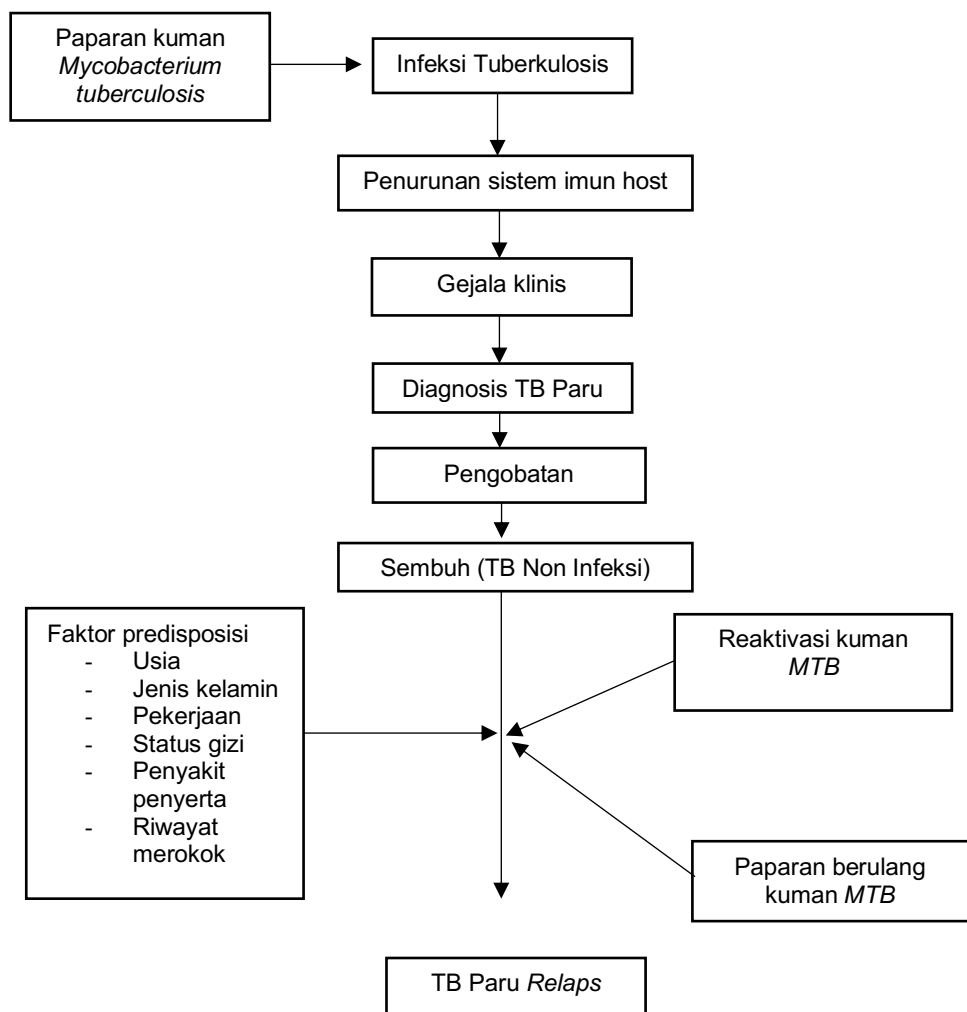 Paparan kuman
Mycobacterium
tuberculosis
Infeksi Tuberkulosis
Penurunan sistem imun host
Gejala klinis
Diagnosis TB Paru
Pengobatan
Sembuh (TB Non Infeksi)
Faktor predisposisi
- Usia
- Jenis kelamin
- Pekerjaan
- Status gizi
- Penyakit
penyerta
- Riwayat
merokok
Reaktivasi kuman
MTB
Paparan berulang
kuman MTB
TB Paru Relaps